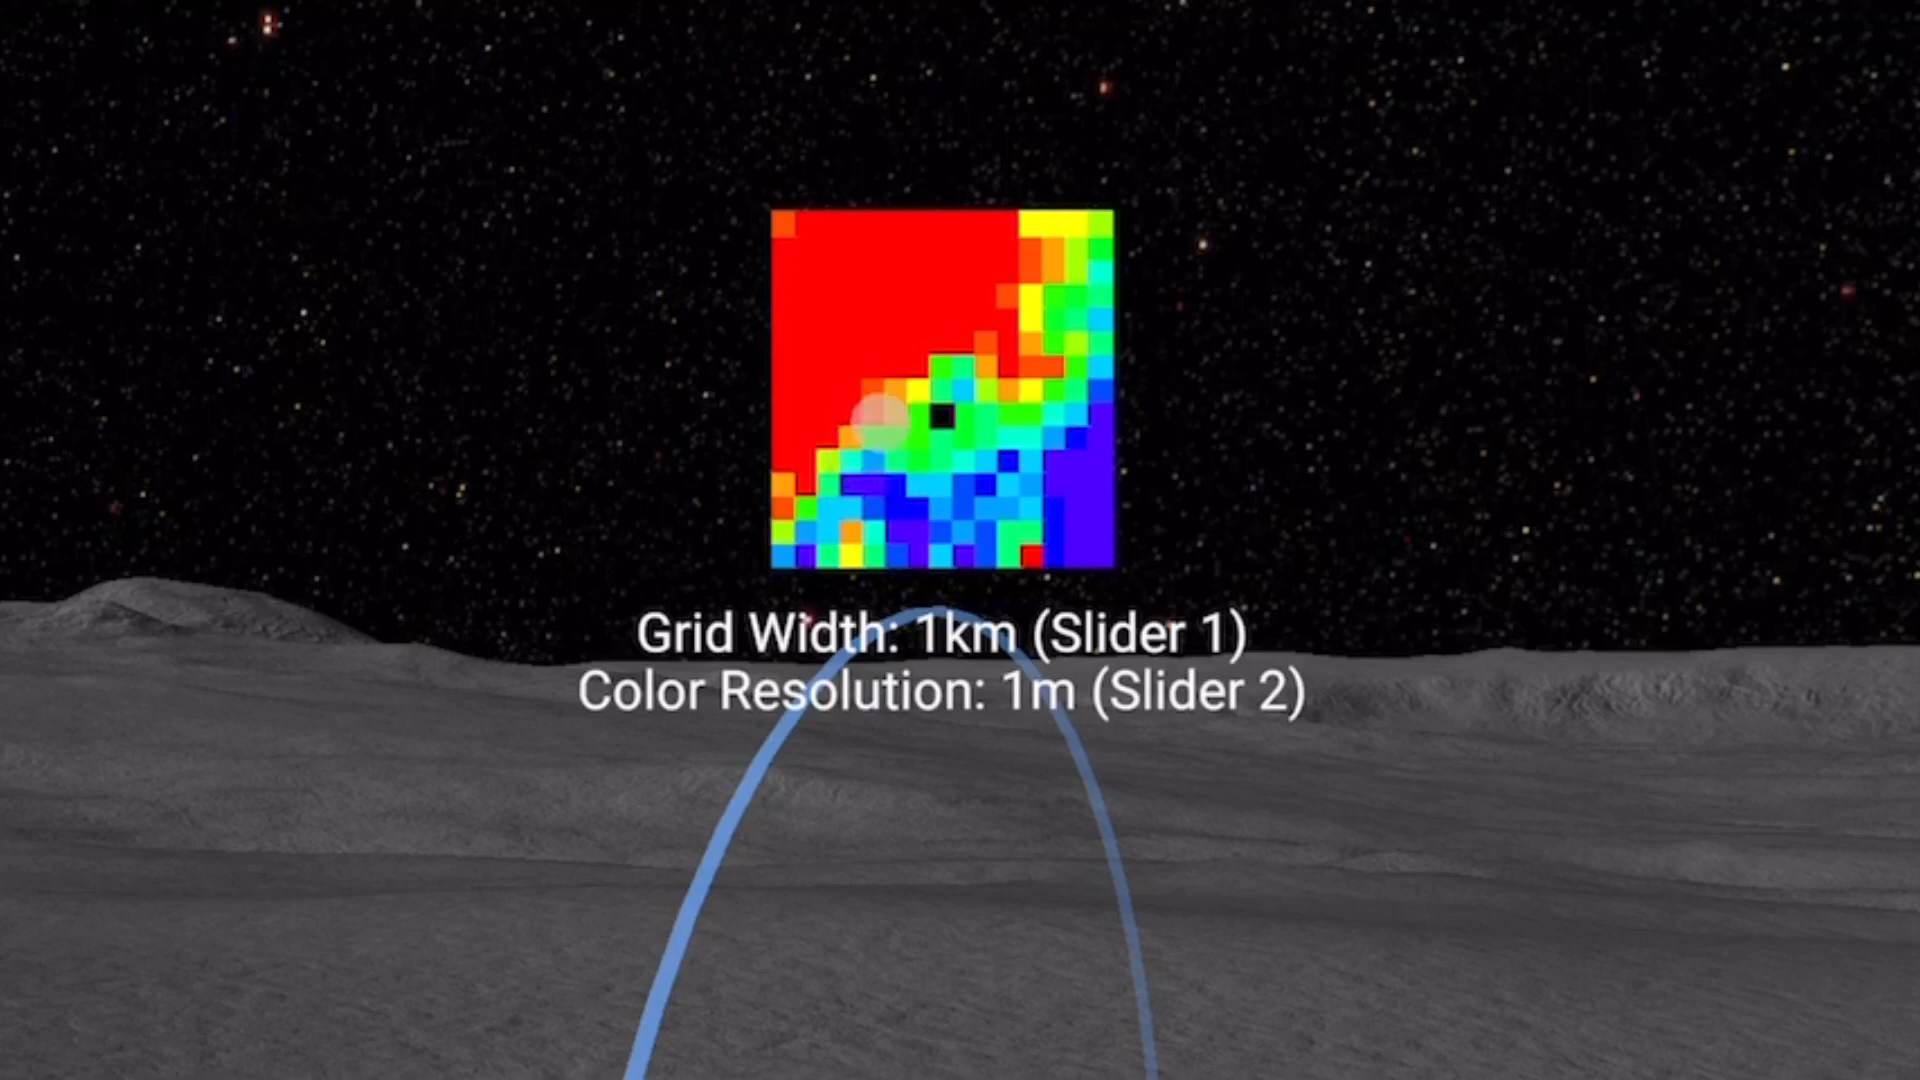 Grid Width: 1km (Slider 1)
Color Resolution: 1m (Slider 2)